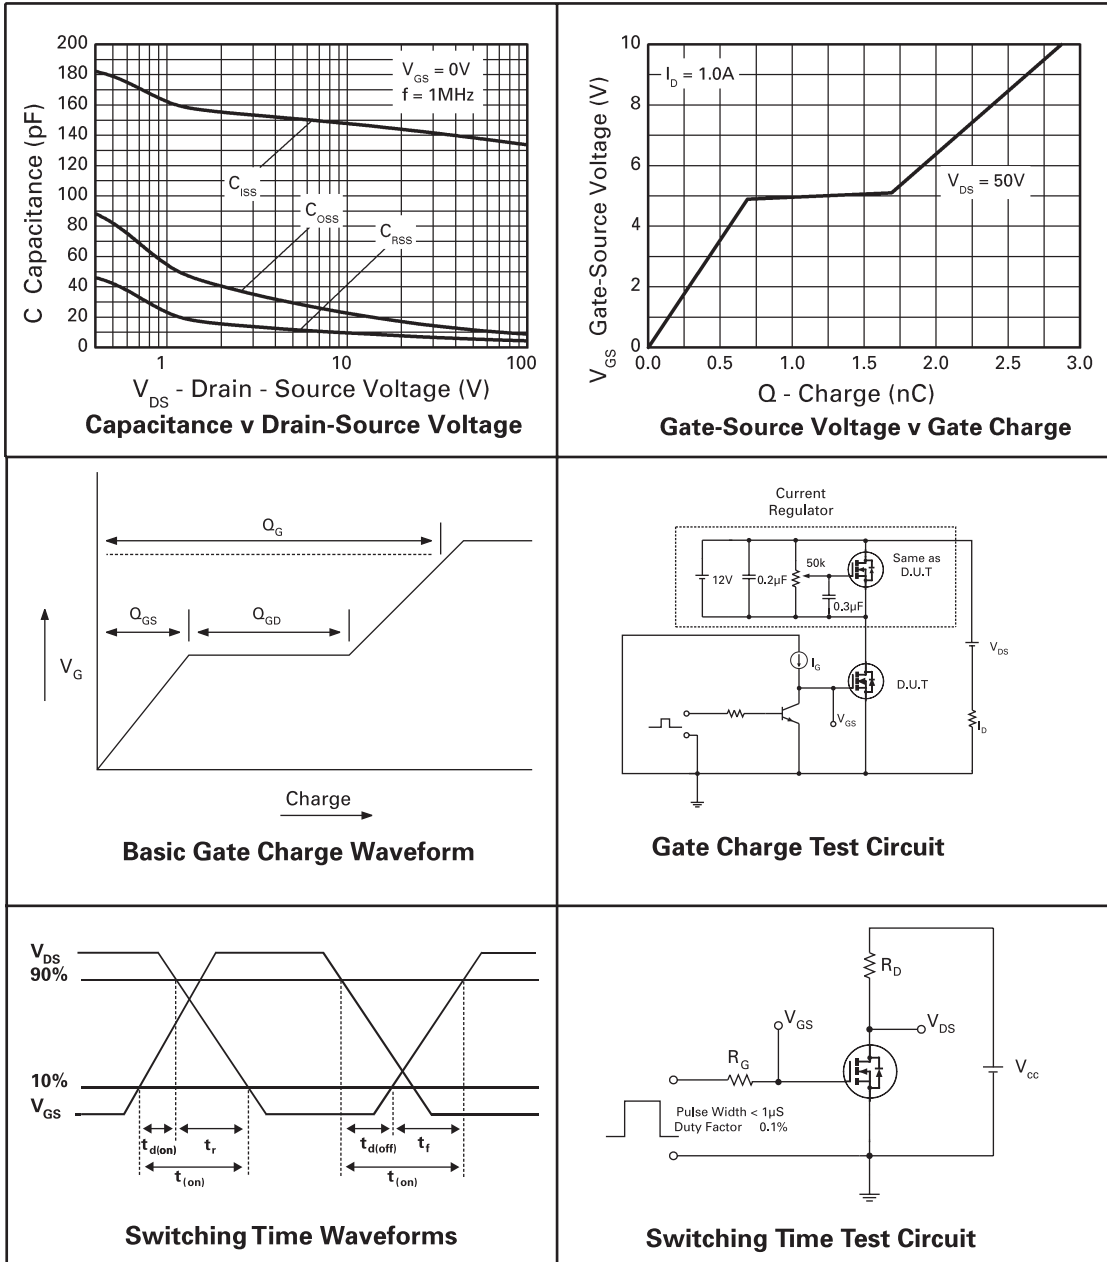 200
180
160
140
120
100
80
60
40
20
0
C Capacitance (pF)
V_GS = 0V
f = 1MHz
C_ISS
C_OSS
C_RSS
1 10 100
V_DS - Drain - Source Voltage (V)
Capacitance v Drain-Source Voltage
10
8
6
4
2
0
V_GS Gate-Source Voltage (V)
I_D = 1.0A
V_DS = 50V
0.0 0.5 1.0 1.5 2.0 2.5 3.0
Q - Charge (nC)
Gate-Source Voltage v Gate Charge
Q_G
Q_GS
Q_GD
V_G
Charge
Basic Gate Charge Waveform
Current
Regulator
12V
0.2µF
50k
0.3µF
Same as
D.U.T
I_G
V_DS
D.U.T
V_GS
I_D
Gate Charge Test Circuit
V_DS
90%
10%
V_GS
t_d(on) t_r t_d(off) t_f
t_(on) t_(on)
Switching Time Waveforms
R_D
V_GS
V_DS
R_G
V_cc
Pulse Width < 1µS
Duty Factor 0.1%
Switching Time Test Circuit